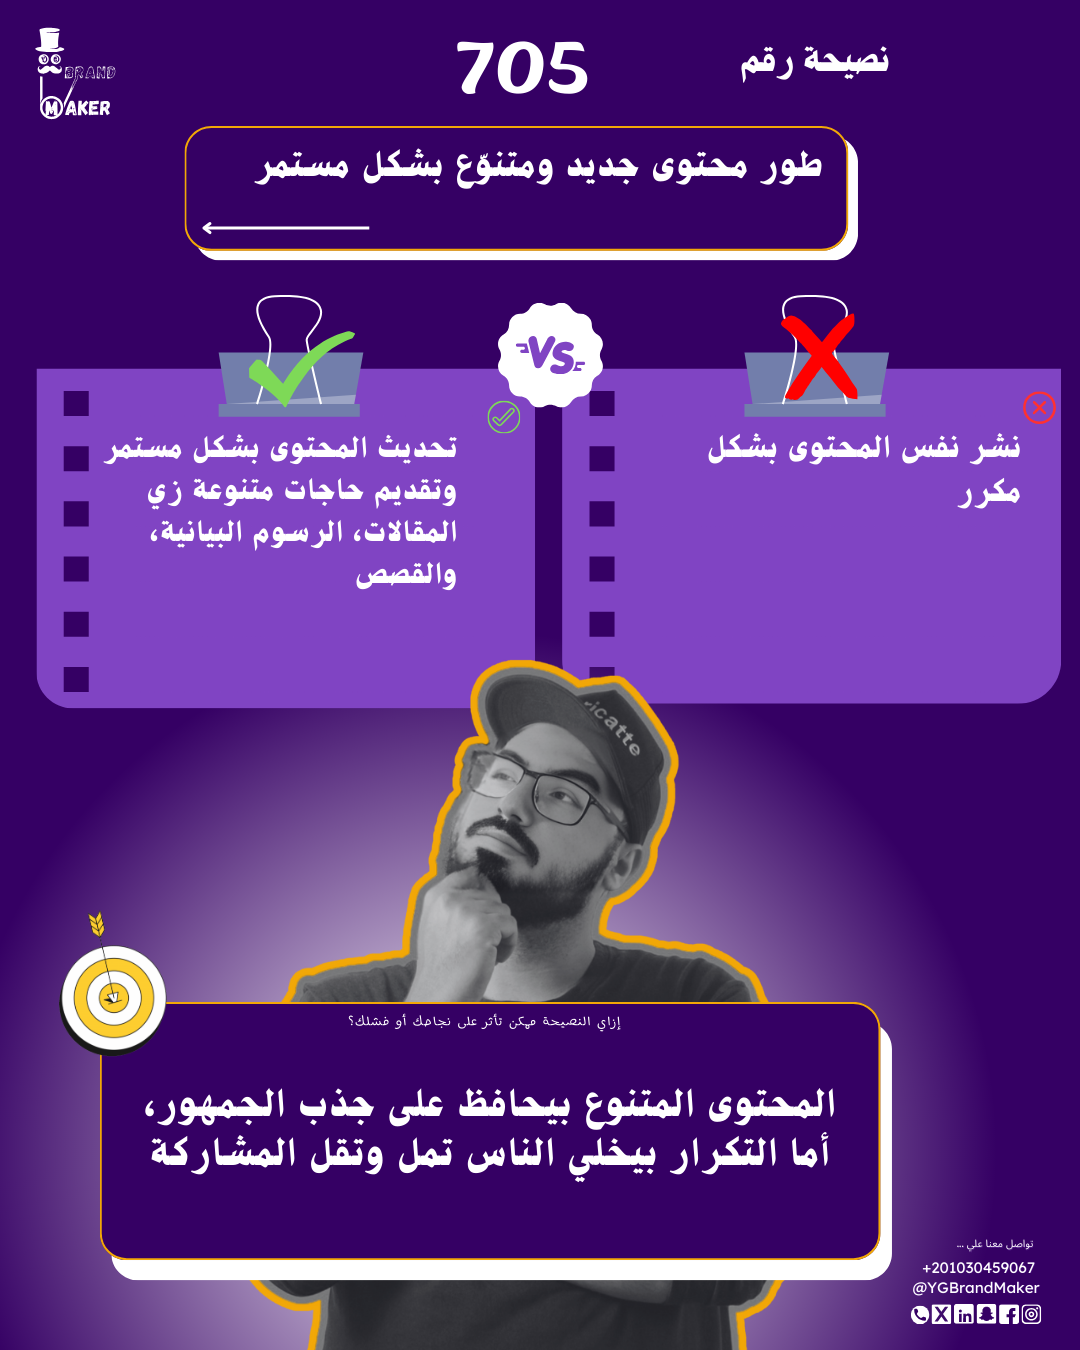 BRAND
MAKER
نصيحة رقم 705
طور محتوى جديد ومتنوّع بشكل مستمر
VS
نشر نفس المحتوى بشكل
مكرر
تحديث المحتوى بشكل مستمر
وتقديم حاجات متنوعة زي
المقالات، الرسوم البيانية،
والقصص
icatte
إزاي النصيحة ممكن تأثر على نجاحك أو فشلك؟
المحتوى المتنوع بيحافظ على جذب الجمهور،
أما التكرار بيخلي الناس تمل وتقل المشاركة
تواصل معنا علي ...
+201030459067
@YGBrandMaker